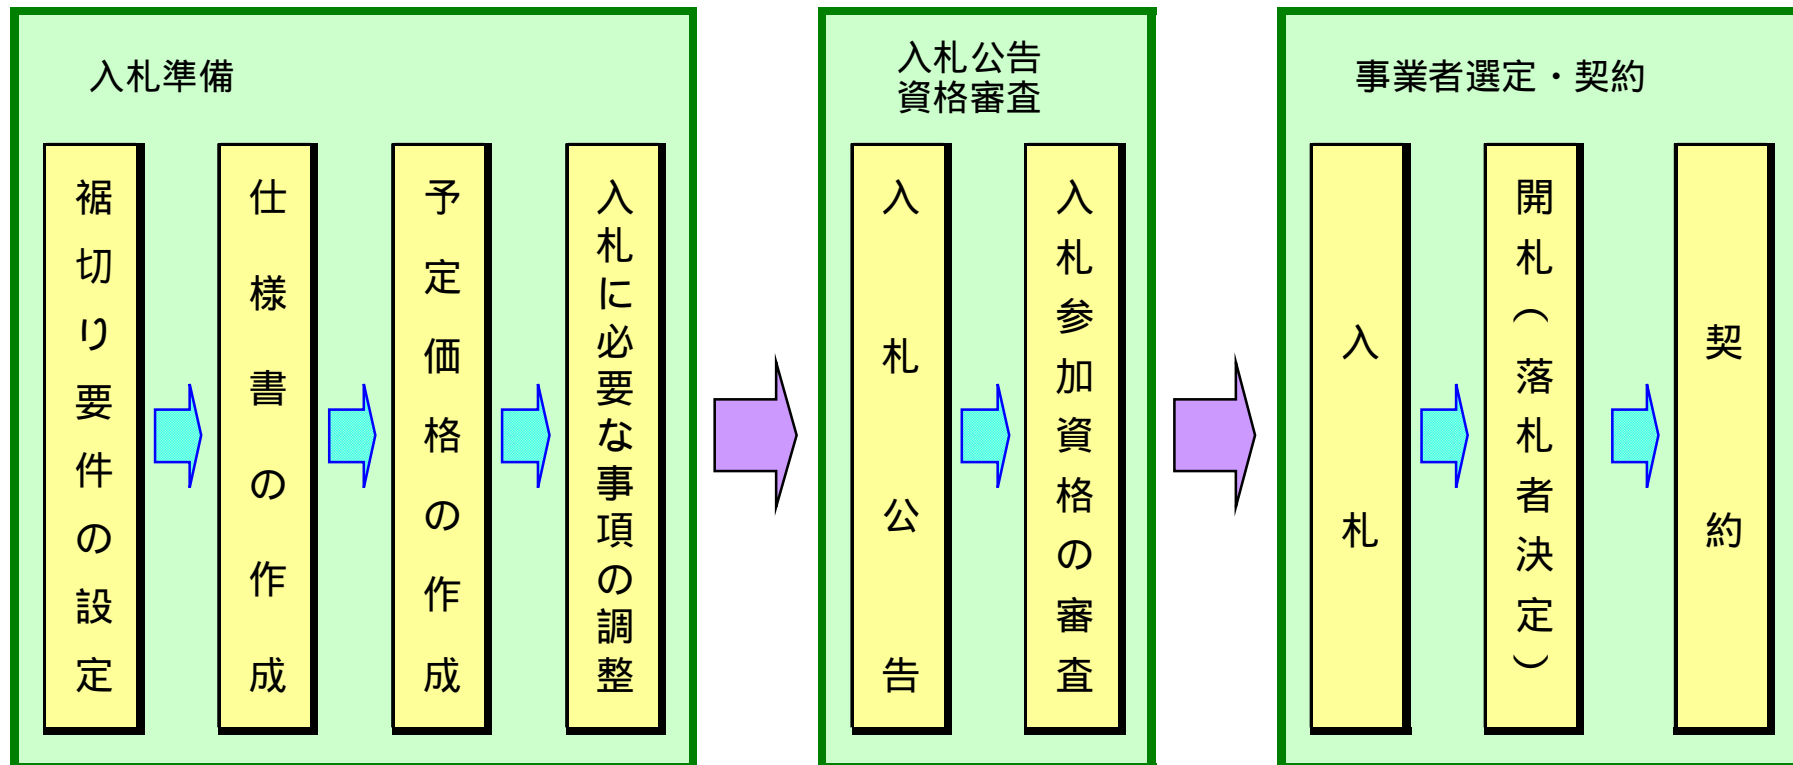 入札準備
裾切り要件の設定
仕様書の作成
予定価格の作成
入札に必要な事項の調整
入札公告
資格審査
入札公告
入札参加資格の審査
事業者選定・契約
入札
開札（落札者決定）
契約